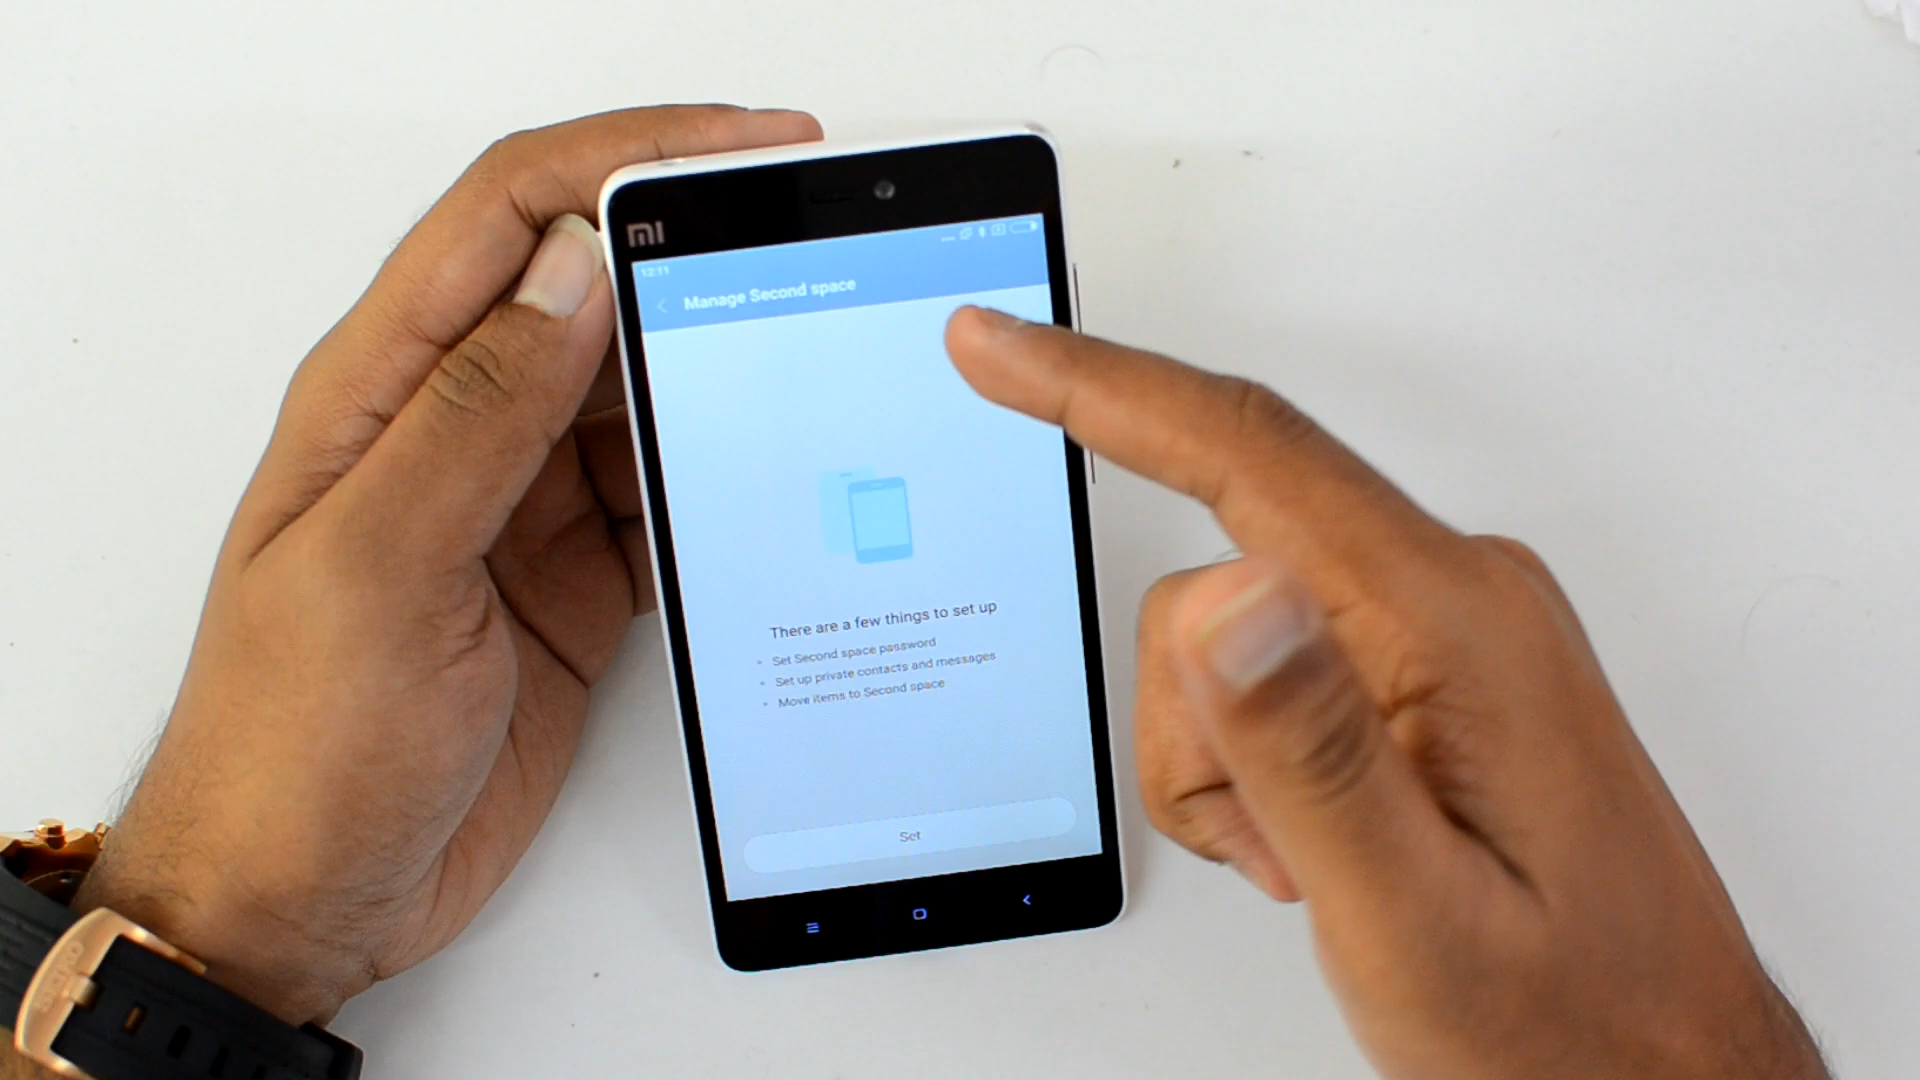 mi
12:11
Manage Second space
There are a few things to set up
Set Second space password
Set up private contacts and messages
Move items to Second space
Set